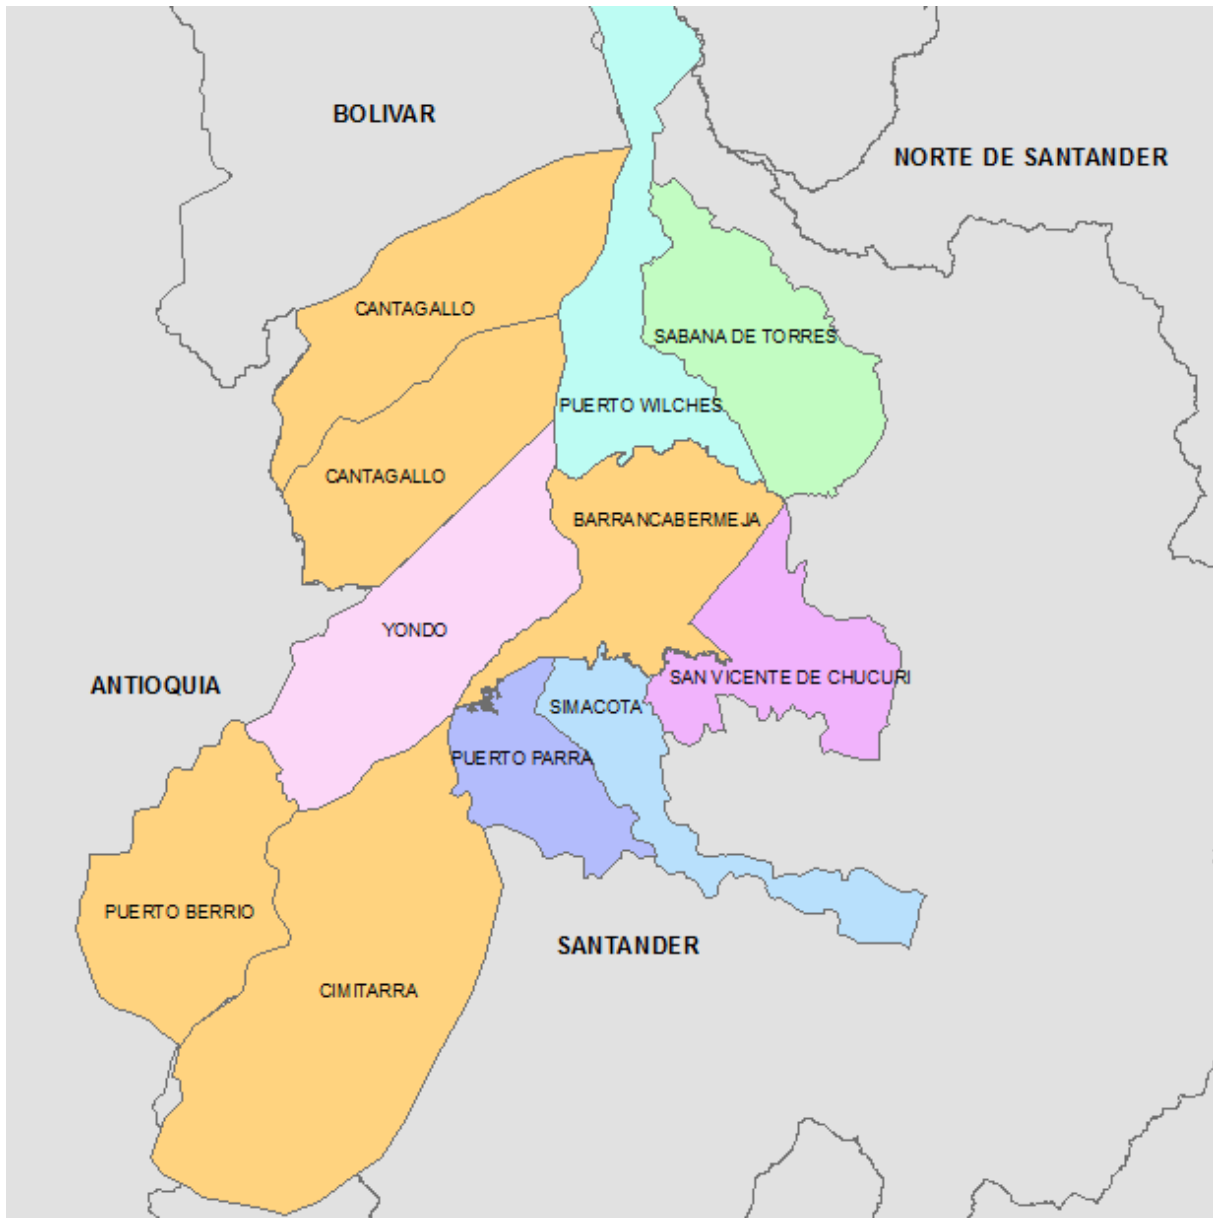 BOLIVAR
NORTE DE SANTANDER
CANTAGALLO
SABANA DE TORRES
PUERTO WILCHES
CANTAGALLO
BARRANCABERMEJA
YONDO
SAN VICENTE DE CHUCURI
ANTIOQUIA
SIMACOTA
PUERTO PARRA
PUERTO BERRIO
SANTANDER
CIMITARRA